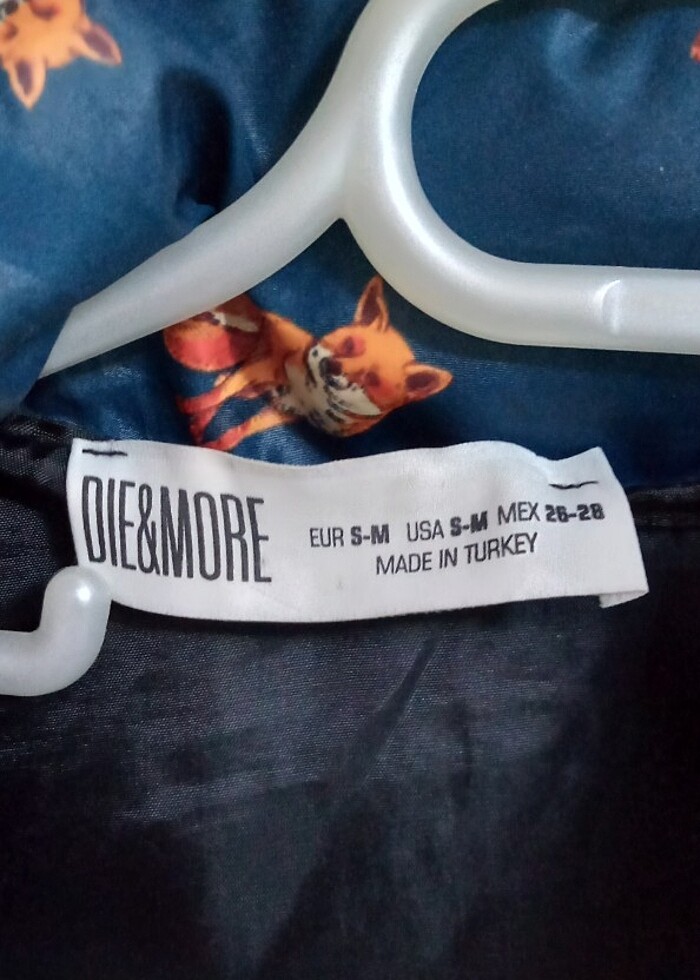 DIE&MORE
EUR S-M USA S-M MEX 26-28
MADE IN TURKEY